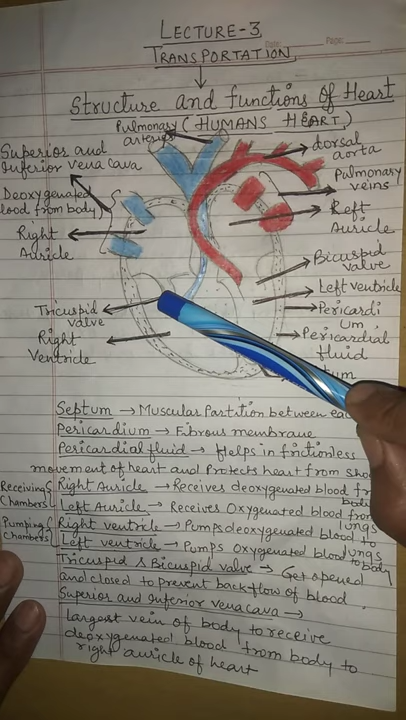 LECTURE-3
Date: Page:
TRANSPORTATION
Structure and functions of Heart
(HUMANS HEART)
Pulmonary
arteries
Superior and
Inferior vena cava
Deoxygenated
blood from body
Right
Auricle
Tricuspid
valve
Right
Ventricle
dorsal
aorta
Pulmonary
veins
Left
Auricle
Bicuspid
valve
Left ventricle
Pericardi
um
Pericardial
fluid
tum
Septum → Muscular Partition between
Pericardium → Fibrous membrane
Pericardial fluid → Helps in frictionless
movement of heart and Protects heart from
Receiving Chambers
Right Auricle → Receives deoxygenated blood
body
Left Auricle → Receives Oxygenated blood from
lungs
Pumping Chambers
Right ventricle → Pumps deoxygenated blood to
lungs
Left ventricle → Pumps Oxygenated blood to body
Tricuspid & Bicuspid valve → Get opened
and closed to prevent backflow of blood
Superior and Inferior vena cava →
Largest vein of body to receive
deoxygenated blood from body to
right auricle of heart